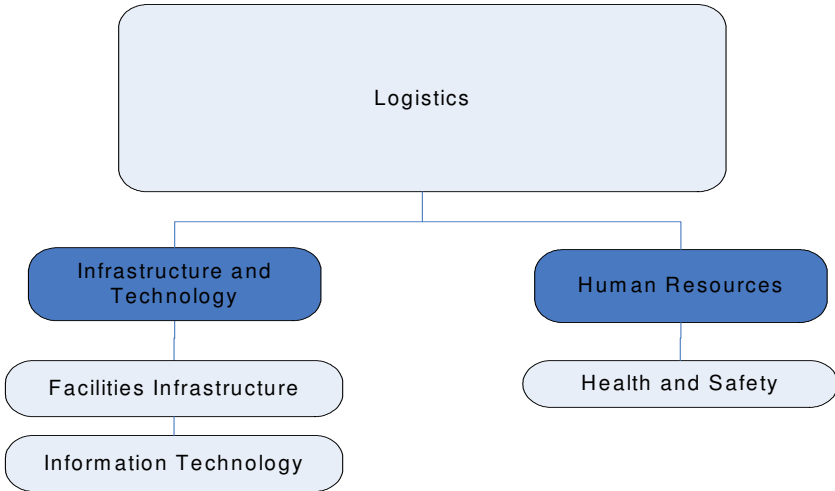 Logistics
Infrastructure and
Technology
Human Resources
Facilities Infrastructure
Health and Safety
Information Technology